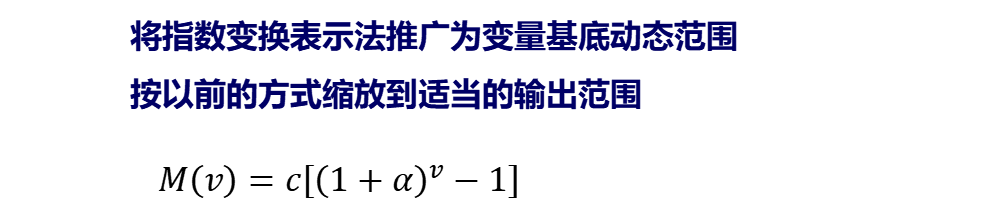 将指数变换表示法推广为变量基底动态范围
按以前的方式缩放到适当的输出范围
M(v) = c[(1 + α)^v − 1]